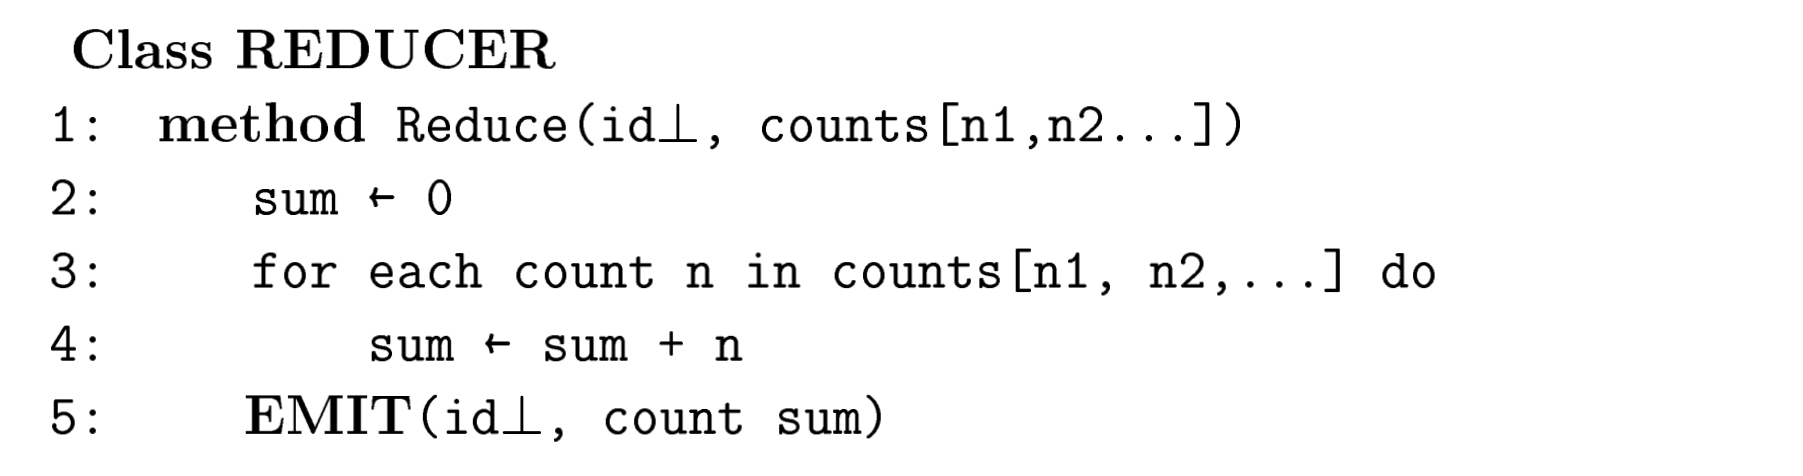 Class REDUCER
1: method Reduce(id⊥, counts[n1,n2...])
2: sum ← 0
3: for each count n in counts[n1, n2,...] do
4: sum ← sum + n
5: EMIT(id⊥, count sum)